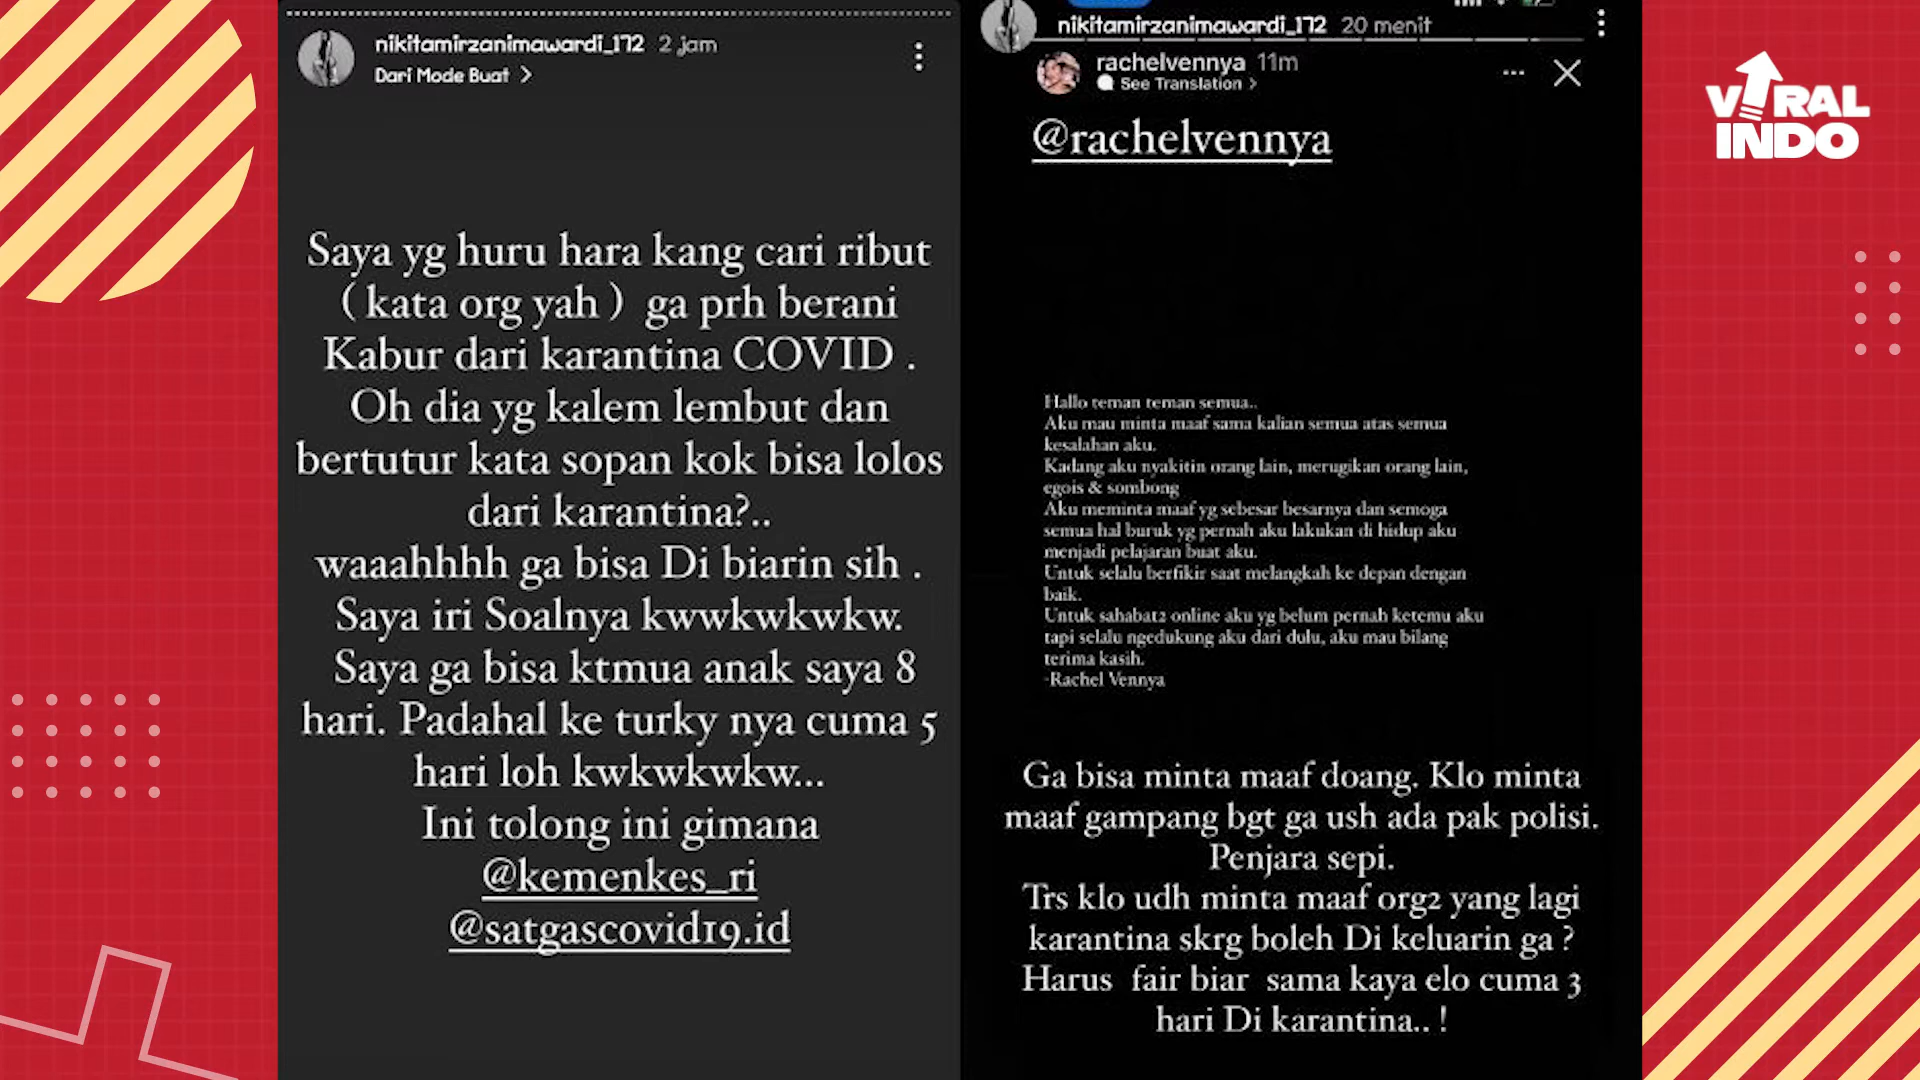 nikitamirzanimawardi_172 2 jam
Dari Mode Buat >
Saya yg huru hara kang cari ribut
( kata org yah ) ga prh berani
Kabur dari karantina COVID .
Oh dia yg kalem lembut dan
bertutur kata sopan kok bisa lolos
dari karantina?..
waaahhhh ga bisa Di biarin sih .
Saya iri Soalnya kwwkwkwkw.
Saya ga bisa ktmua anak saya 8
hari. Padahal ke turky nya cuma 5
hari loh kwkwkwkw...
Ini tolong ini gimana
@kemenkes_ri
@satgascovid19.id
nikitamirzanimawardi_172 20 menit
rachelvennya 11m
See Translation >
@rachelvennya
Hallo teman teman semua..
Aku mau minta maaf sama kalian semua atas semua
kesalahan aku.
Kadang aku nyakitin orang lain, merugikan orang lain,
egois & sombong
Aku meminta maaf yg sebesar besarnya dan semoga
semua hal buruk yg pernah aku lakukan di hidup aku
menjadi pelajaran buat aku.
Untuk selalu berfikir saat melangkah ke depan dengan
baik.
Untuk sahabat2 online aku yg belum pernah ketemu aku
tapi selalu ngedukung aku dari dulu, aku mau bilang
terima kasih.
-Rachel Vennya
Ga bisa minta maaf doang. Klo minta
maaf gampang bgt ga ush ada pak polisi.
Penjara sepi.
Trs klo udh minta maaf org2 yang lagi
karantina skrg boleh Di keluarin ga ?
Harus fair biar sama kaya elo cuma 3
hari Di karantina.. !
VIRAL
INDO